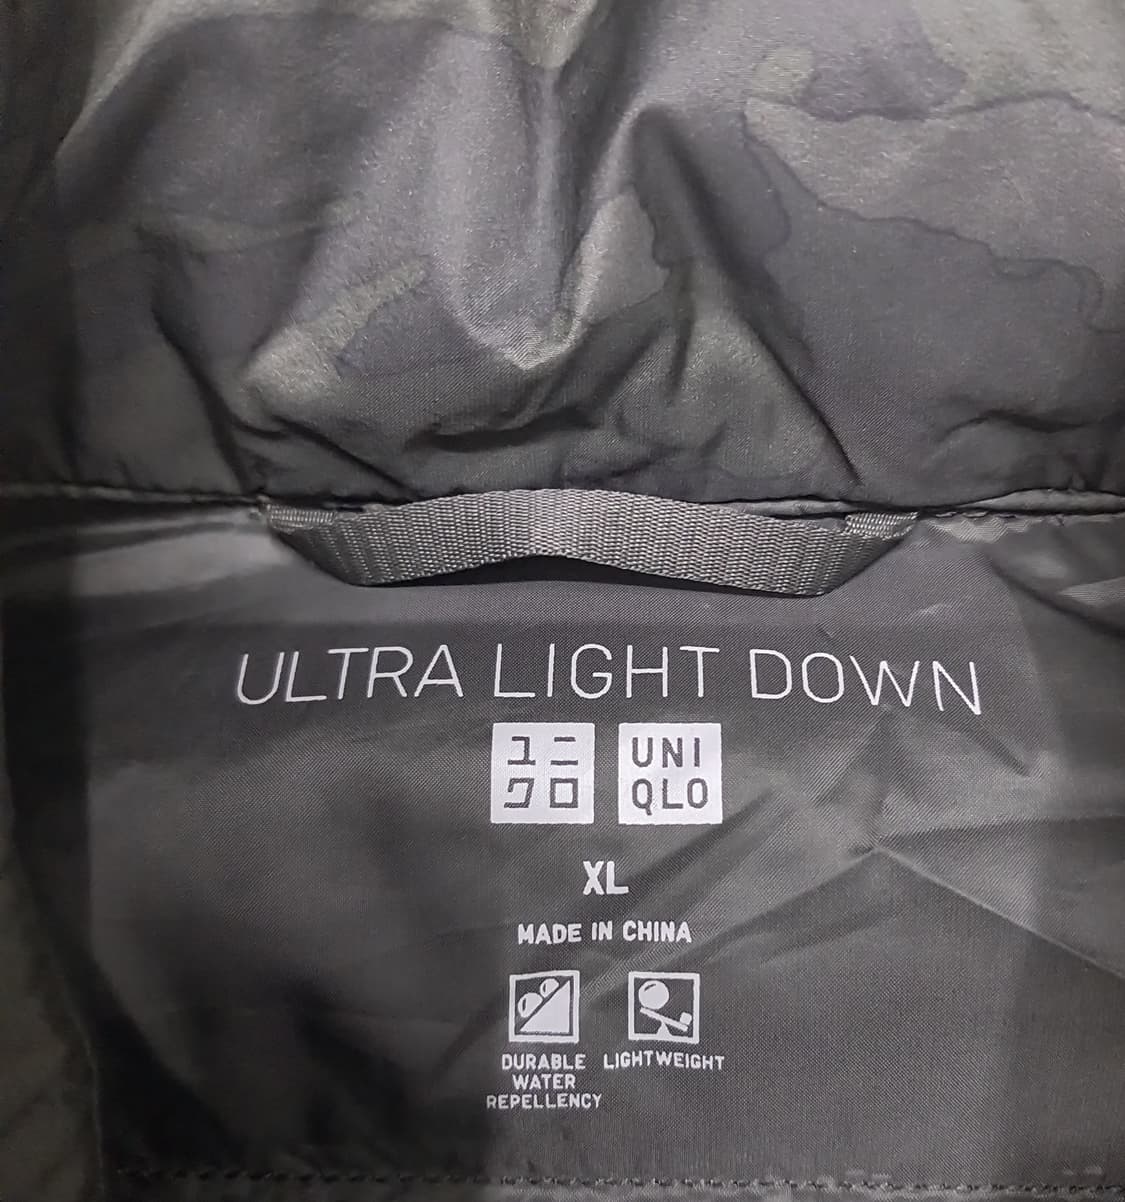 ULTRA LIGHT DOWN
ユニ
クロ
UNI
QLO
XL
MADE IN CHINA
DURABLE
WATER
REPELLENCY
LIGHTWEIGHT